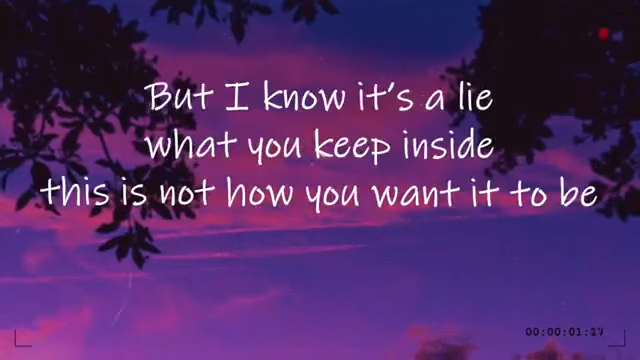 But I know it's a lie
what you keep inside
this is not how you want it to be
00:00:01:27